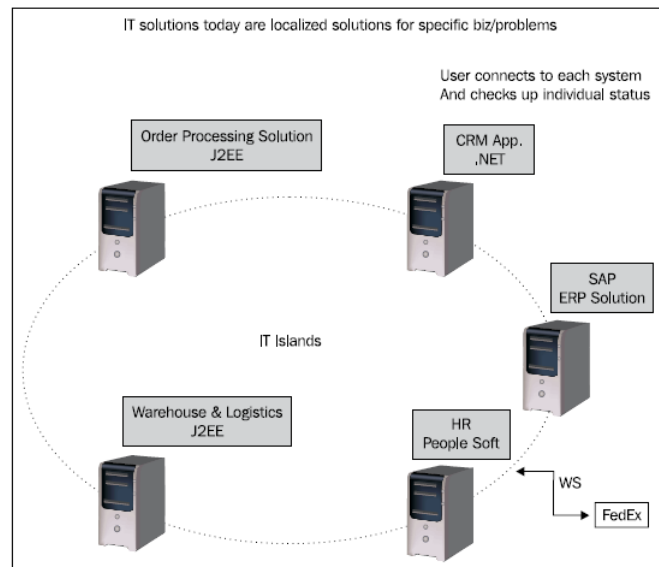 IT solutions today are localized solutions for specific biz/problems
User connects to each system
And checks up individual status
Order Processing Solution
J2EE
CRM App.
.NET
SAP
ERP Solution
IT Islands
Warehouse & Logistics
J2EE
HR
People Soft
WS
FedEx